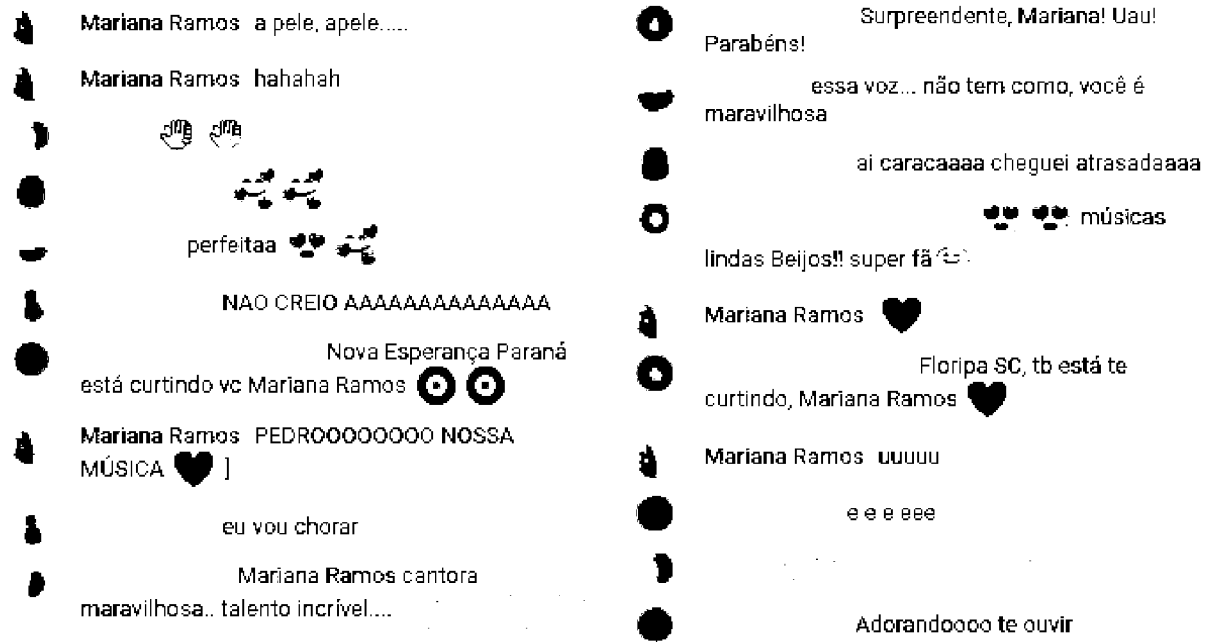 Mariana Ramos a pele, apele.....
Mariana Ramos hahahah
perfeitaa
NAO CREIO AAAAAAAAAAAAAA
Nova Esperança Paraná
está curtindo vc Mariana Ramos
Mariana Ramos PEDROOOOOOOO NOSSA
MÚSICA ]
eu vou chorar
Mariana Ramos cantora
maravilhosa.. talento incrível....
Surpreendente, Mariana! Uau!
Parabéns!
essa voz... não tem como, você é
maravilhosa
ai caracaaaa cheguei atrasadaaaa
músicas
lindas Beijos!! super fã
Mariana Ramos
Floripa SC, tb está te
curtindo, Mariana Ramos
Mariana Ramos uuuuu
e e e eee
Adorandoooo te ouvir